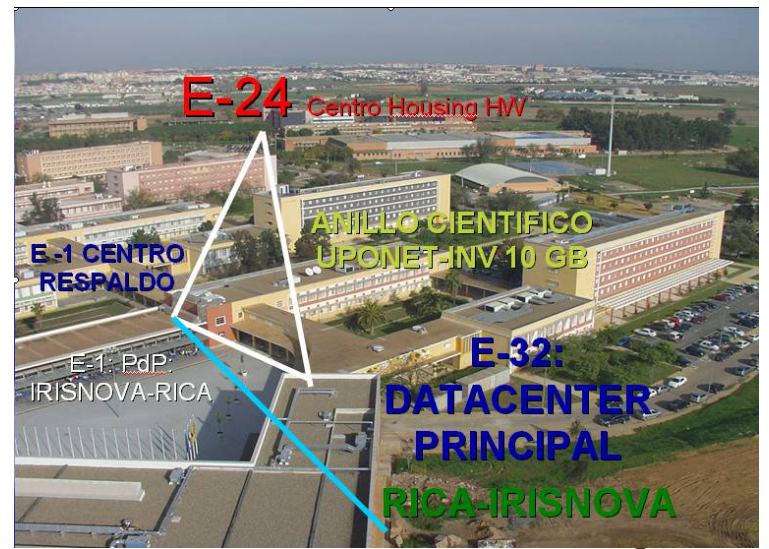 E-24 Centro Housing HW
ANILLO CIENTIFICO
UPONET-INV 10 GB
E -1 CENTRO
RESPALDO
E-1: PdP:
IRISNOVA-RICA
E-32:
DATACENTER
PRINCIPAL
RICA-IRISNOVA